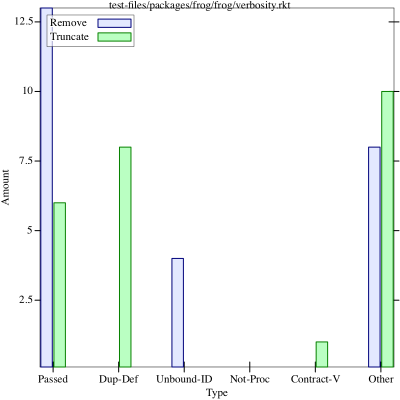 test-files/packages/frog/frog/verbosity.rkt
Remove
Truncate
12.5
10
7.5
5
2.5
Amount
Passed Dup-Def Unbound-ID Not-Proc Contract-V Other
Type